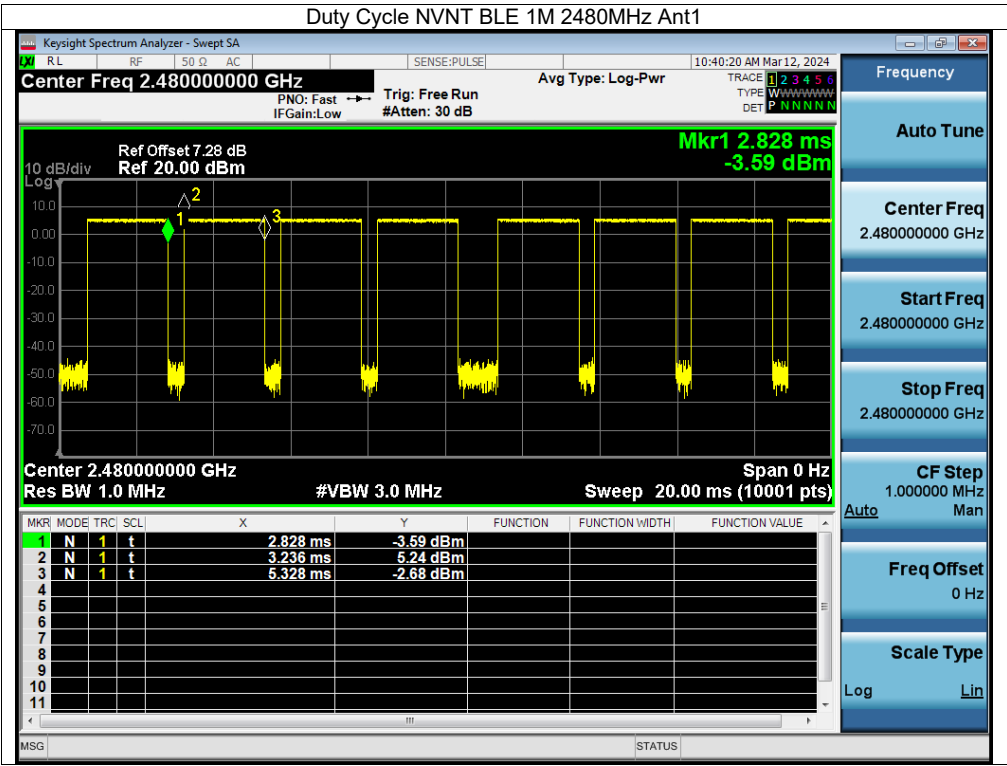 Duty Cycle NVNT BLE 1M 2480MHz Ant1
Keysight Spectrum Analyzer - Swept SA
LXI RL RF 50 Ω AC SENSE:PULSE 10:40:20 AM Mar 12, 2024
Center Freq 2.480000000 GHz
PNO: Fast
IFGain:Low
Trig: Free Run
#Atten: 30 dB
Avg Type: Log-Pwr
TRACE 1 2 3 4 5 6
TYPE WWWWWW
DET P N N N N N
Mkr1 2.828 ms
-3.59 dBm
Ref Offset 7.28 dB
10 dB/div Ref 20.00 dBm
Log
10.0
0.00
-10.0
-20.0
-30.0
-40.0
-50.0
-60.0
-70.0
1
2
3
Center 2.480000000 GHz Span 0 Hz
Res BW 1.0 MHz #VBW 3.0 MHz Sweep 20.00 ms (10001 pts)
MKR MODE TRC SCL X Y FUNCTION FUNCTION WIDTH FUNCTION VALUE
1 N 1 t 2.828 ms -3.59 dBm
2 N 1 t 3.236 ms 5.24 dBm
3 N 1 t 5.328 ms -2.68 dBm
4
5
6
7
8
9
10
11
MSG STATUS
Frequency
Auto Tune
Center Freq
2.480000000 GHz
Start Freq
2.480000000 GHz
Stop Freq
2.480000000 GHz
CF Step
1.000000 MHz
Auto Man
Freq Offset
0 Hz
Scale Type
Log Lin